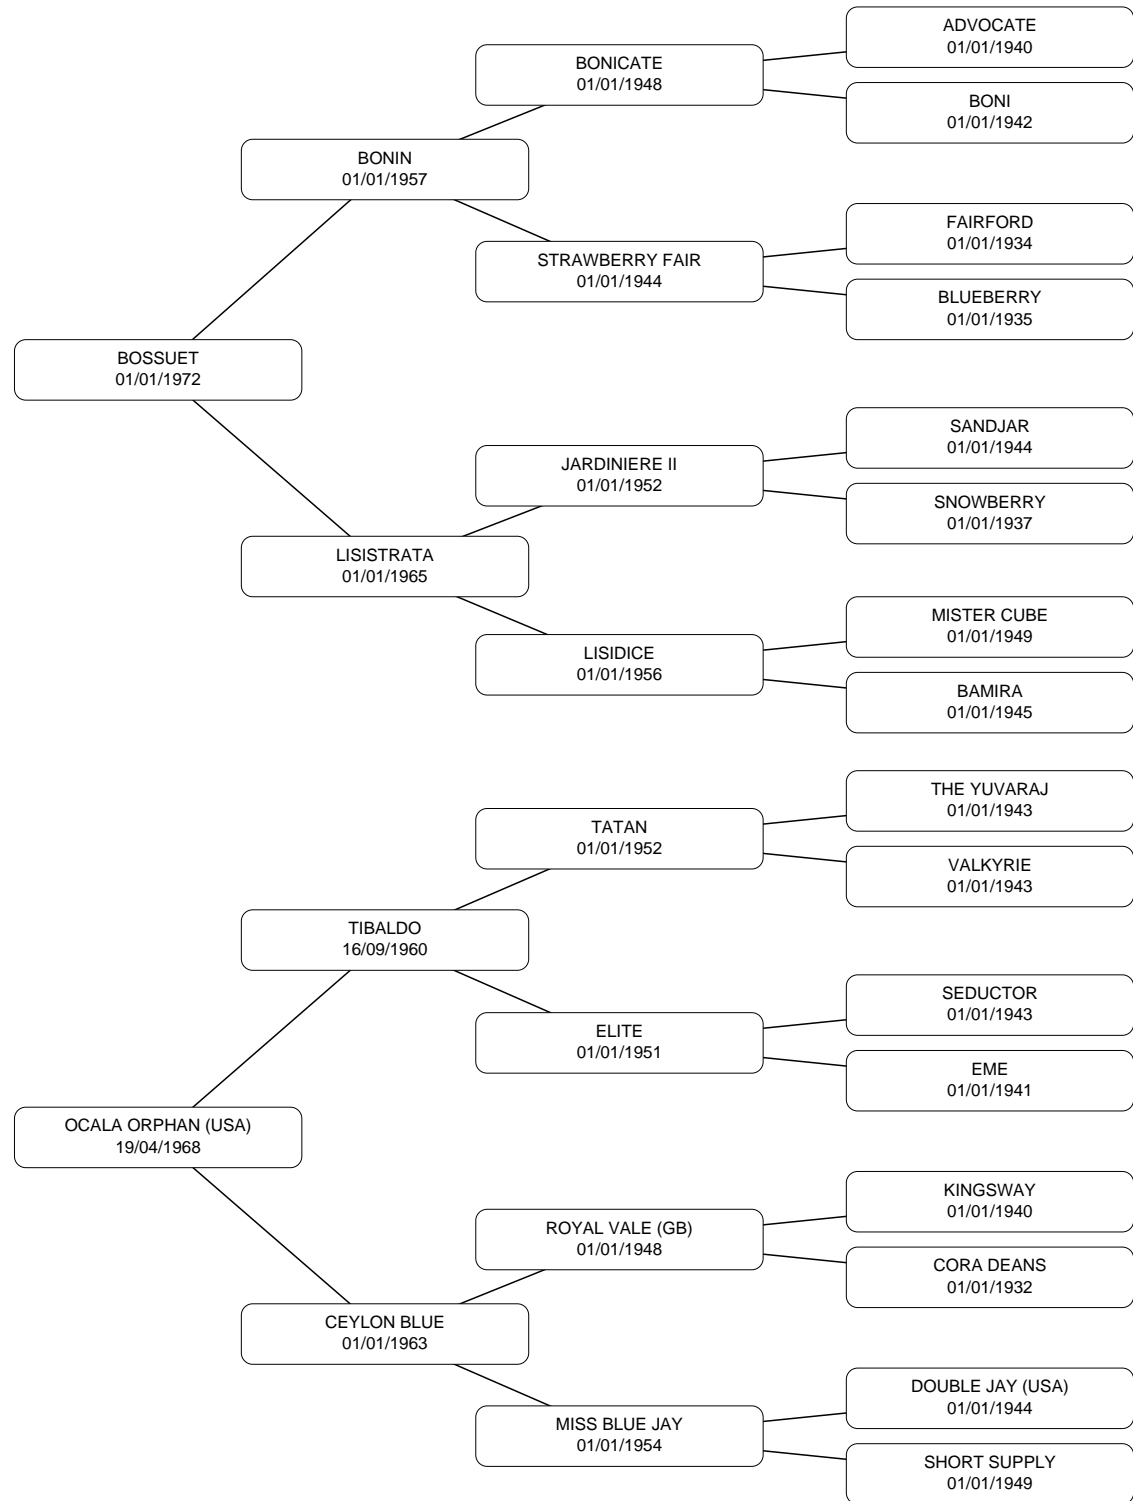 ADVOCATE
01/01/1940
BONICATE
01/01/1948
BONI
01/01/1942
BONIN
01/01/1957
FAIRFORD
01/01/1934
STRAWBERRY FAIR
01/01/1944
BLUEBERRY
01/01/1935
BOSSUET
01/01/1972
SANDJAR
01/01/1944
JARDINIERE II
01/01/1952
SNOWBERRY
01/01/1937
LISISTRATA
01/01/1965
MISTER CUBE
01/01/1949
LISIDICE
01/01/1956
BAMIRA
01/01/1945
THE YUVARAJ
01/01/1943
TATAN
01/01/1952
VALKYRIE
01/01/1943
TIBALDO
16/09/1960
SEDUCTOR
01/01/1943
ELITE
01/01/1951
EME
01/01/1941
OCALA ORPHAN (USA)
19/04/1968
KINGSWAY
01/01/1940
ROYAL VALE (GB)
01/01/1948
CORA DEANS
01/01/1932
CEYLON BLUE
01/01/1963
DOUBLE JAY (USA)
01/01/1944
MISS BLUE JAY
01/01/1954
SHORT SUPPLY
01/01/1949